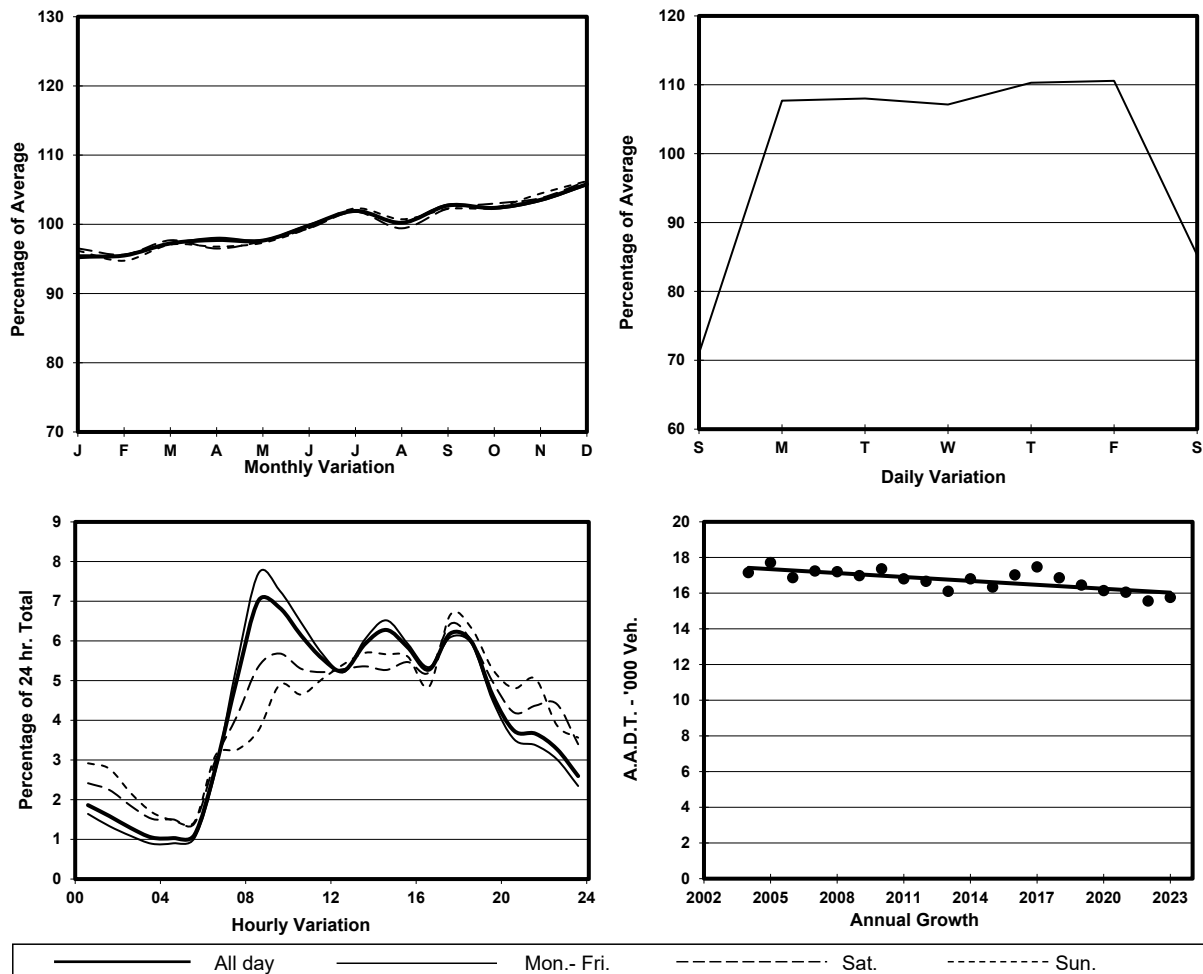 130
120
110
100
90
80
70
Percentage of Average
J F M A M J J A S O N D
Monthly Variation
120
110
100
90
80
70
60
Percentage of Average
S M T W T F S
Daily Variation
9
8
7
6
5
4
3
2
1
0
Percentage of 24 hr. Total
00 04 08 12 16 20 24
Hourly Variation
20
18
16
14
12
10
8
6
4
2
0
A.A.D.T. - '000 Veh.
2002 2005 2008 2011 2014 2017 2020 2023
Annual Growth
All day Mon.- Fri. Sat. Sun.